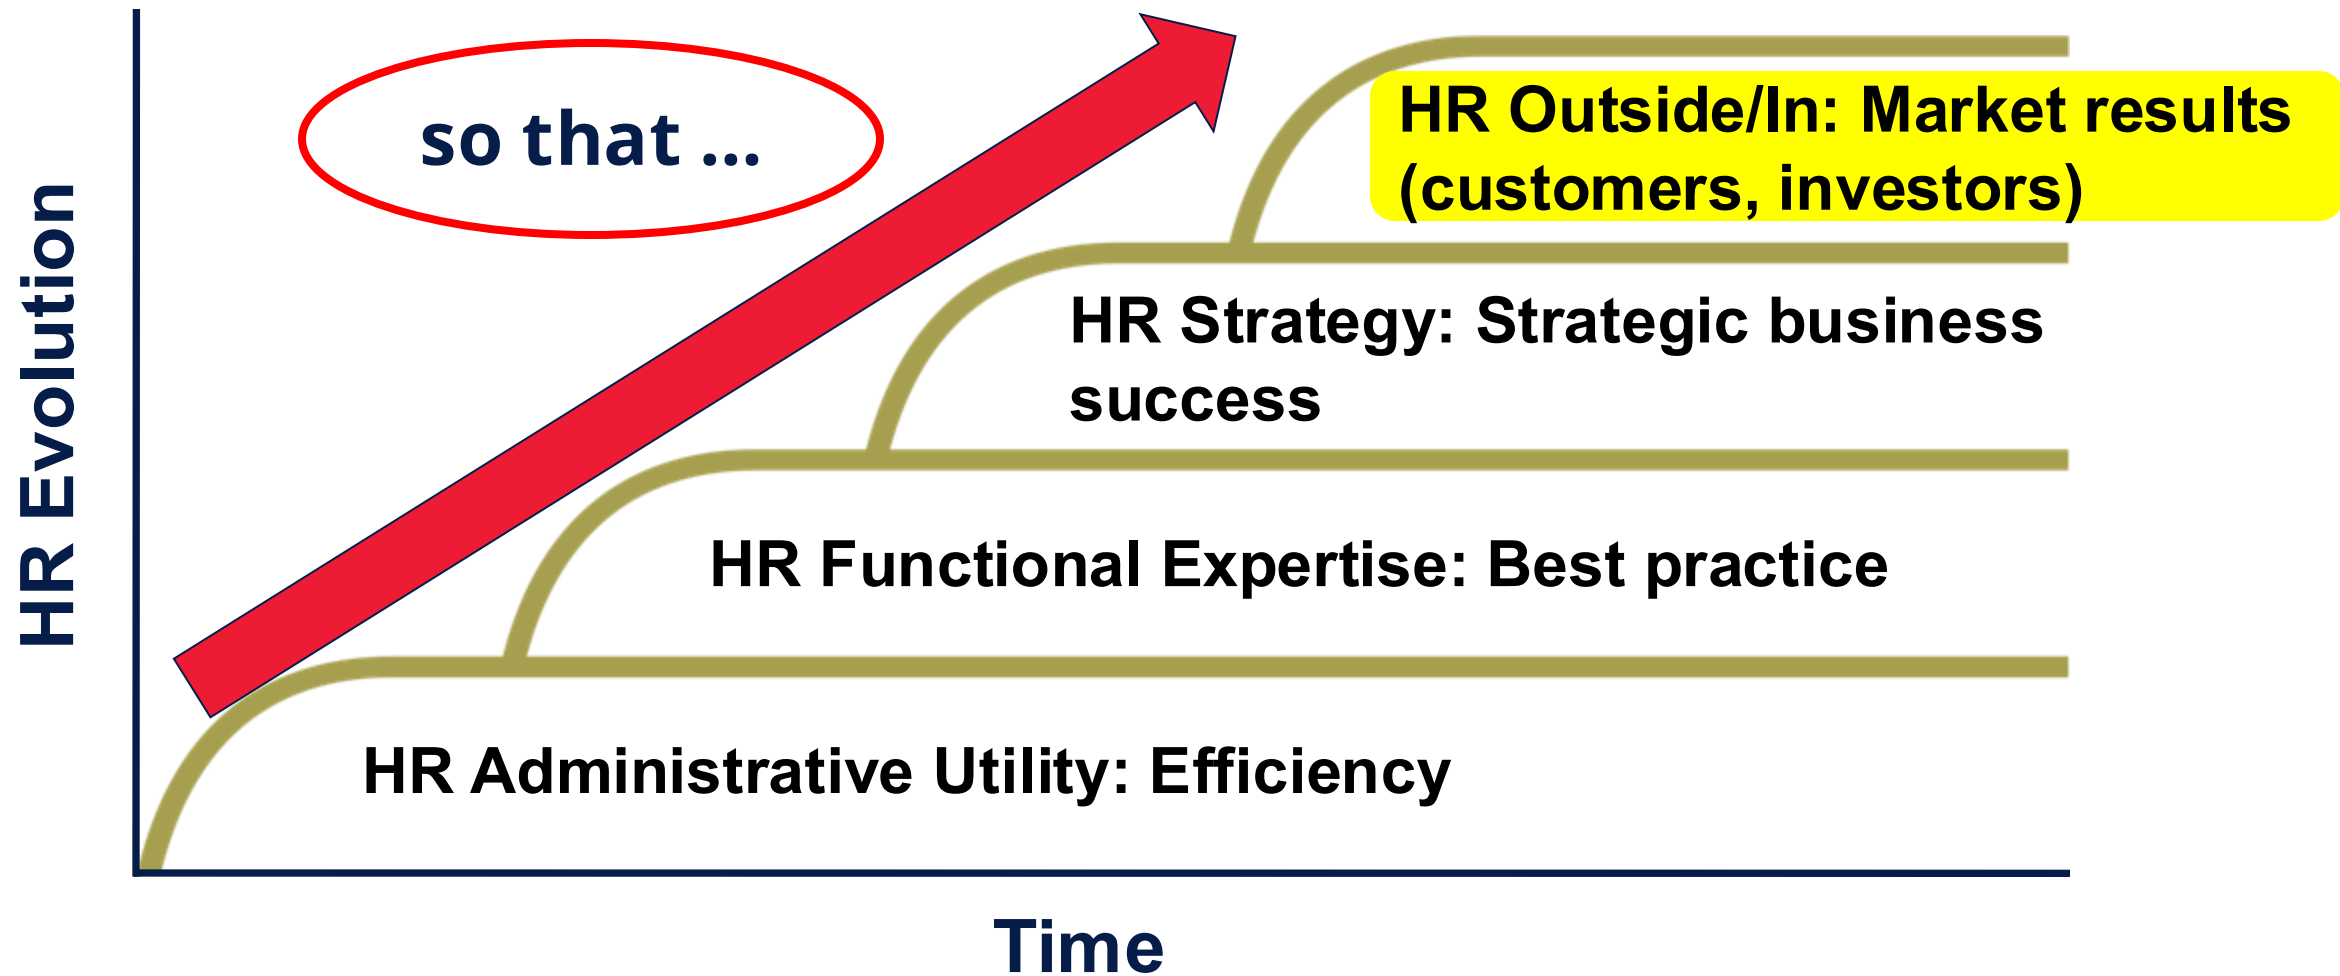 HR Evolution
so that ...
HR Outside/In: Market results
(customers, investors)
HR Strategy: Strategic business
success
HR Functional Expertise: Best practice
HR Administrative Utility: Efficiency
Time